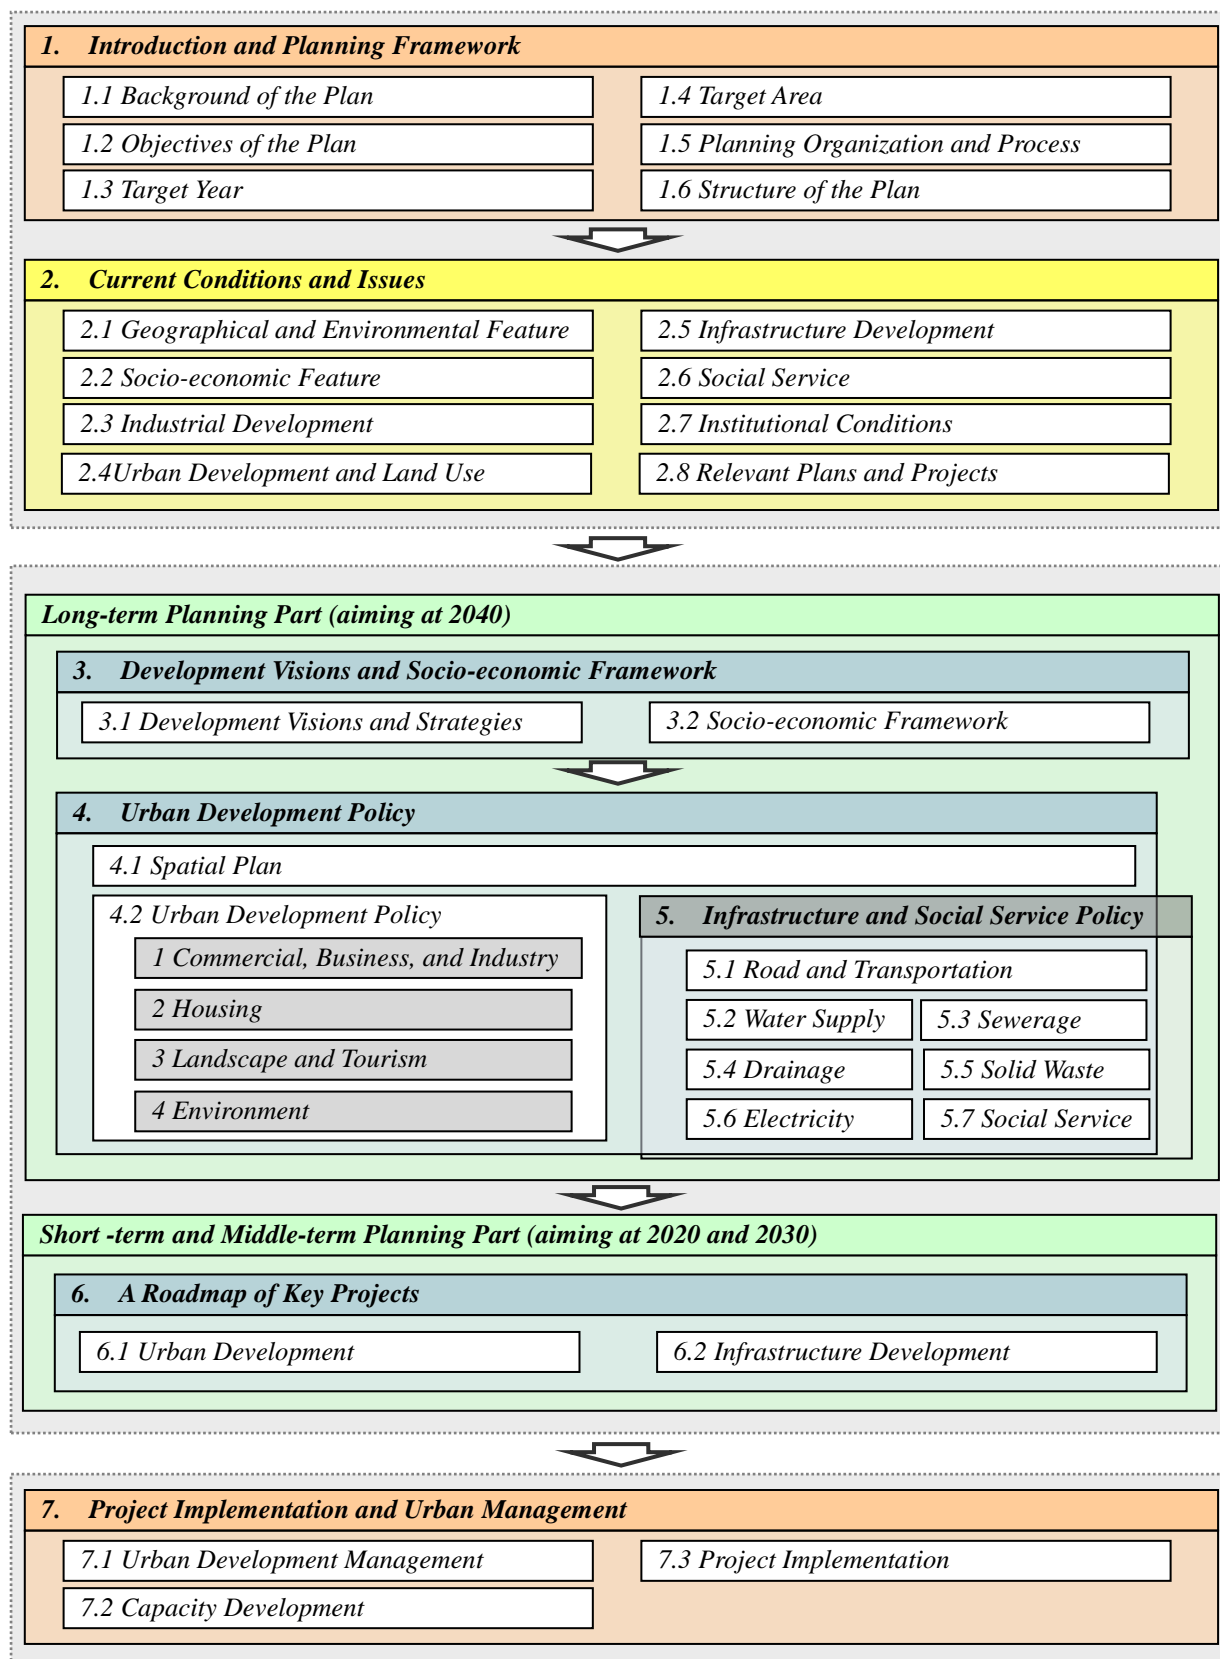 1. Introduction and Planning Framework
1.1 Background of the Plan
1.4 Target Area
1.2 Objectives of the Plan
1.5 Planning Organization and Process
1.3 Target Year
1.6 Structure of the Plan
2. Current Conditions and Issues
2.1 Geographical and Environmental Feature
2.5 Infrastructure Development
2.2 Socio-economic Feature
2.6 Social Service
2.3 Industrial Development
2.7 Institutional Conditions
2.4Urban Development and Land Use
2.8 Relevant Plans and Projects
Long-term Planning Part (aiming at 2040)
3. Development Visions and Socio-economic Framework
3.1 Development Visions and Strategies
3.2 Socio-economic Framework
4. Urban Development Policy
4.1 Spatial Plan
4.2 Urban Development Policy
1 Commercial, Business, and Industry
2 Housing
3 Landscape and Tourism
4 Environment
5. Infrastructure and Social Service Policy
5.1 Road and Transportation
5.2 Water Supply
5.3 Sewerage
5.4 Drainage
5.5 Solid Waste
5.6 Electricity
5.7 Social Service
Short -term and Middle-term Planning Part (aiming at 2020 and 2030)
6. A Roadmap of Key Projects
6.1 Urban Development
6.2 Infrastructure Development
7. Project Implementation and Urban Management
7.1 Urban Development Management
7.3 Project Implementation
7.2 Capacity Development